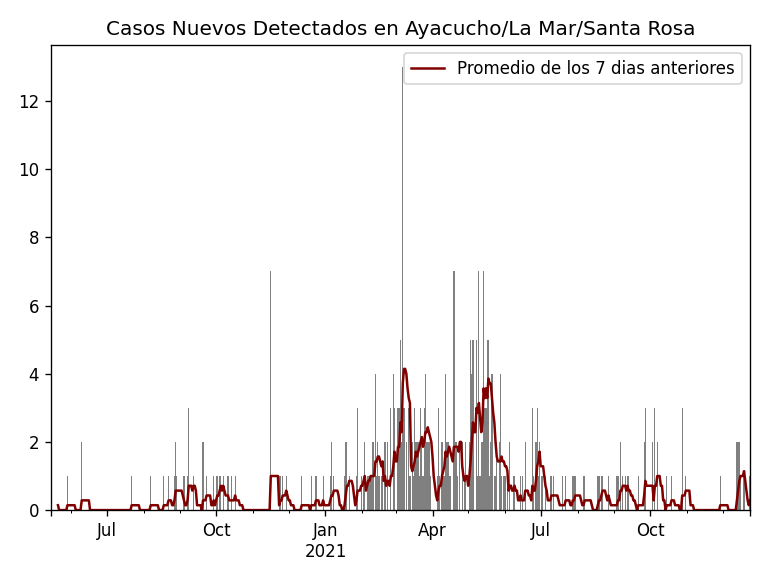 Casos Nuevos Detectados en Ayacucho/La Mar/Santa Rosa
Promedio de los 7 dias anteriores
12
10
8
6
4
2
0
Jul Oct Jan Apr Jul Oct
2021